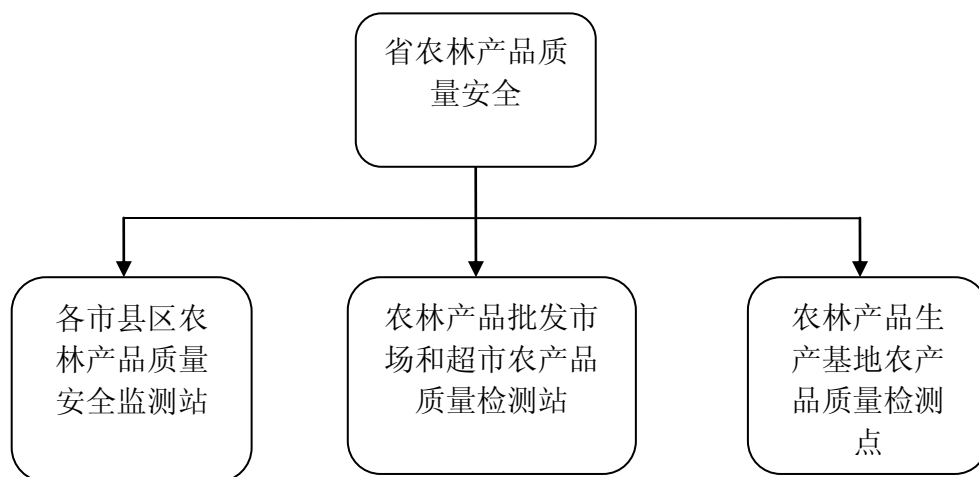 省农林产品质
量安全
各市县区农
林产品质量
安全监测站
农林产品批发市
场和超市农产品
质量检测站
农林产品生
产基地农产
品质量检测
点